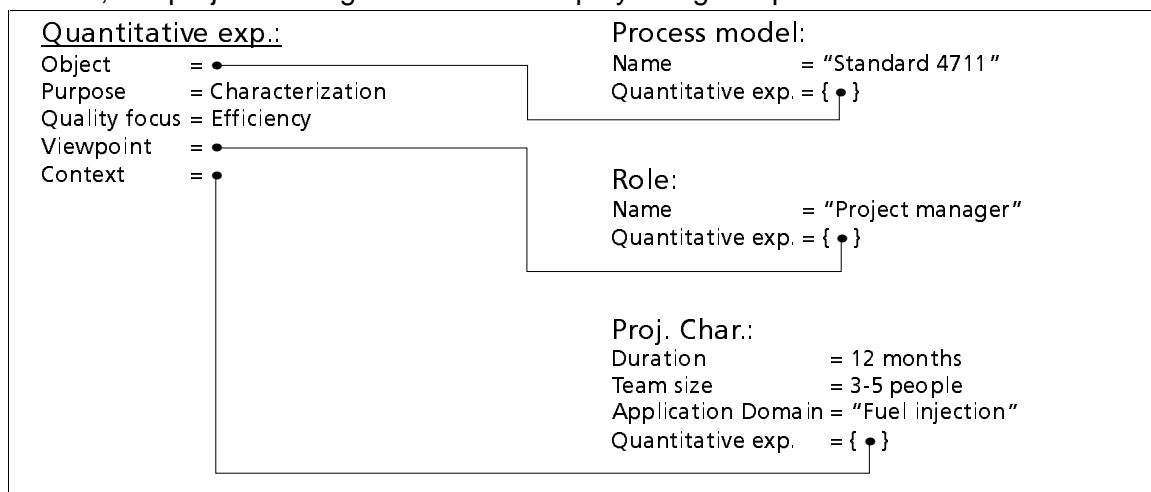 Quantitative exp.:
Object = 
Purpose = Characterization
Quality focus = Efficiency
Viewpoint =
Context =
Process model:
Name = "Standard 4711"
Quantitative exp. = { }
Role:
Name = "Project manager"
Quantitative exp. = { }
Proj. Char.:
Duration = 12 months
Team size = 3-5 people
Application Domain = "Fuel injection"
Quantitative exp. = { }